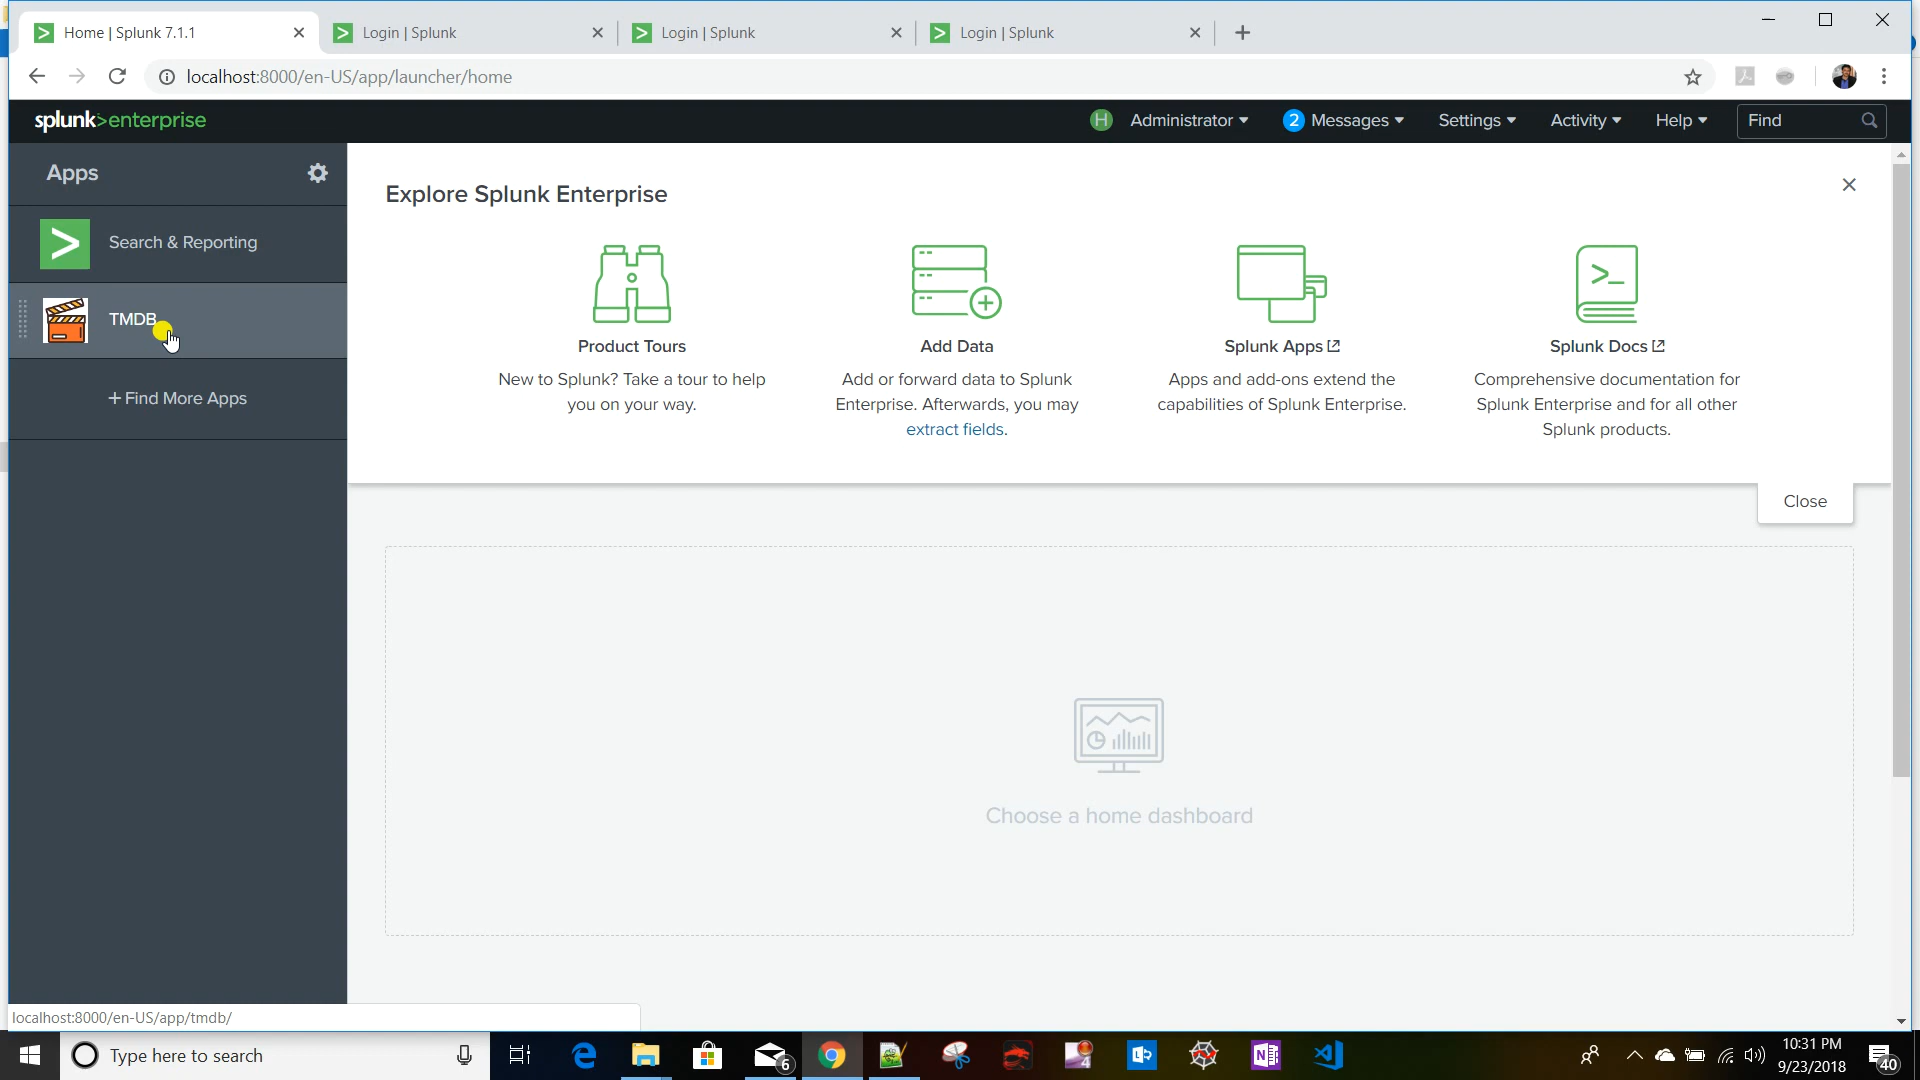 Home | Splunk 7.1.1
Login | Splunk
Login | Splunk
Login | Splunk
localhost:8000/en-US/app/launcher/home
splunk>enterprise
H
Administrator
2 Messages
Settings
Activity
Help
Find
Apps
Search & Reporting
TMDB
+ Find More Apps
Explore Splunk Enterprise
Product Tours
New to Splunk? Take a tour to help
you on your way.
Add Data
Add or forward data to Splunk
Enterprise. Afterwards, you may
extract fields.
Splunk Apps
Apps and add-ons extend the
capabilities of Splunk Enterprise.
Splunk Docs
Comprehensive documentation for
Splunk Enterprise and for all other
Splunk products.
Close
Choose a home dashboard
localhost:8000/en-US/app/tmdb/
Type here to search
6
4
N
10:31 PM
9/23/2018
40